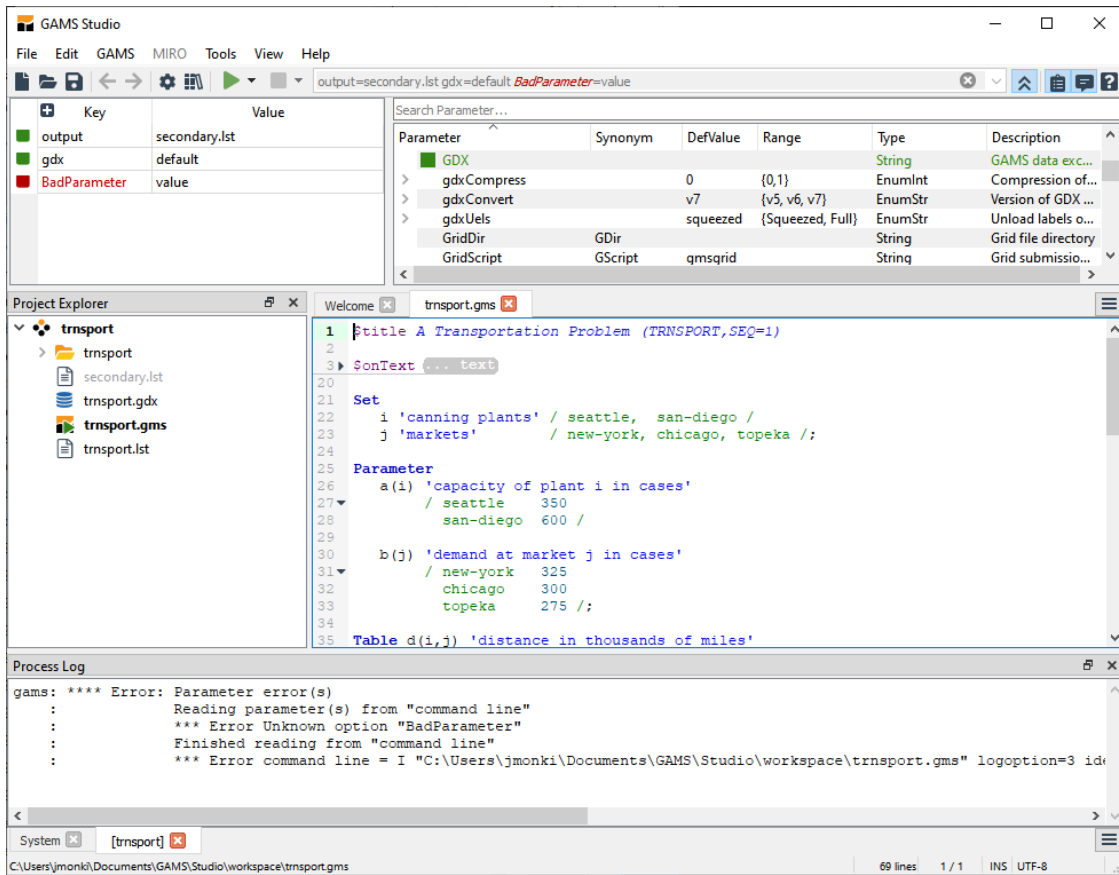 GAMS Studio
File Edit GAMS MIRO Tools View Help
output=secondary.lst gdx=default BadParameter=value
Key Value
output secondary.lst
gdx default
BadParameter value
Search Parameter...
Parameter Synonym DefValue Range Type Description
GDX String GAMS data exc...
gdxCompress 0 {0,1} EnumInt Compression of...
gdxConvert v7 {v5, v6, v7} EnumStr Version of GDX ...
gdxUels squeezed {Squeezed, Full} EnumStr Unload labels o...
GridDir GDir String Grid file directory
GridScript GScript gmsgrid String Grid submissio...
Project Explorer
trnsport
trnsport
secondary.lst
trnsport.gdx
trnsport.gms
trnsport.lst
Welcome trnsport.gms
1 $title A Transportation Problem (TRNSPORT,SEQ=1)
2
3 $onText ... text
20
21 Set
22 i 'canning plants' / seattle, san-diego /
23 j 'markets' / new-york, chicago, topeka /;
24
25 Parameter
26 a(i) 'capacity of plant i in cases'
27 / seattle 350
28 san-diego 600 /
29
30 b(j) 'demand at market j in cases'
31 / new-york 325
32 chicago 300
33 topeka 275 /;
34
35 Table d(i,j) 'distance in thousands of miles'
Process Log
gams: **** Error: Parameter error(s)
: Reading parameter(s) from "command line"
: *** Error Unknown option "BadParameter"
: Finished reading from "command line"
: *** Error command line = I "C:\Users\jmonki\Documents\GAMS\Studio\workspace\trnsport.gms" logoption=3 ide
System [trnsport]
C:\Users\jmonki\Documents\GAMS\Studio\workspace\trnsport.gms 69 lines 1 / 1 INS UTF-8